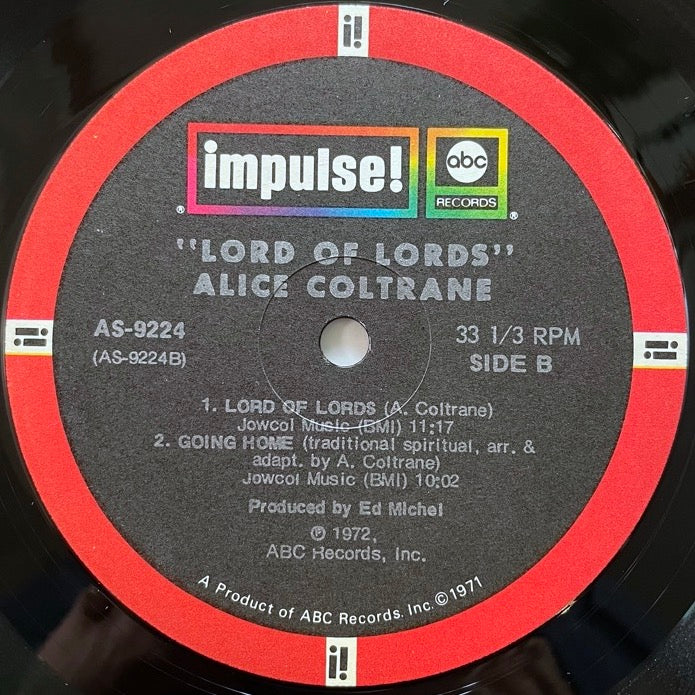 i!
impulse!
abc
RECORDS
®
®
"LORD OF LORDS"
ALICE COLTRANE
AS-9224
33 1/3 RPM
(AS-9224B)
SIDE B
i!
i!
1. LORD OF LORDS (A. Coltrane)
Jowcol Music (BMI) 11:17
2. GOING HOME (traditional spiritual, arr. &
adapt. by A. Coltrane)
Jowcol Music (BMI) 10:02
Produced by Ed Michel
℗ 1972,
ABC Records, Inc.
A Product of ABC Records. Inc. © 1971
i!